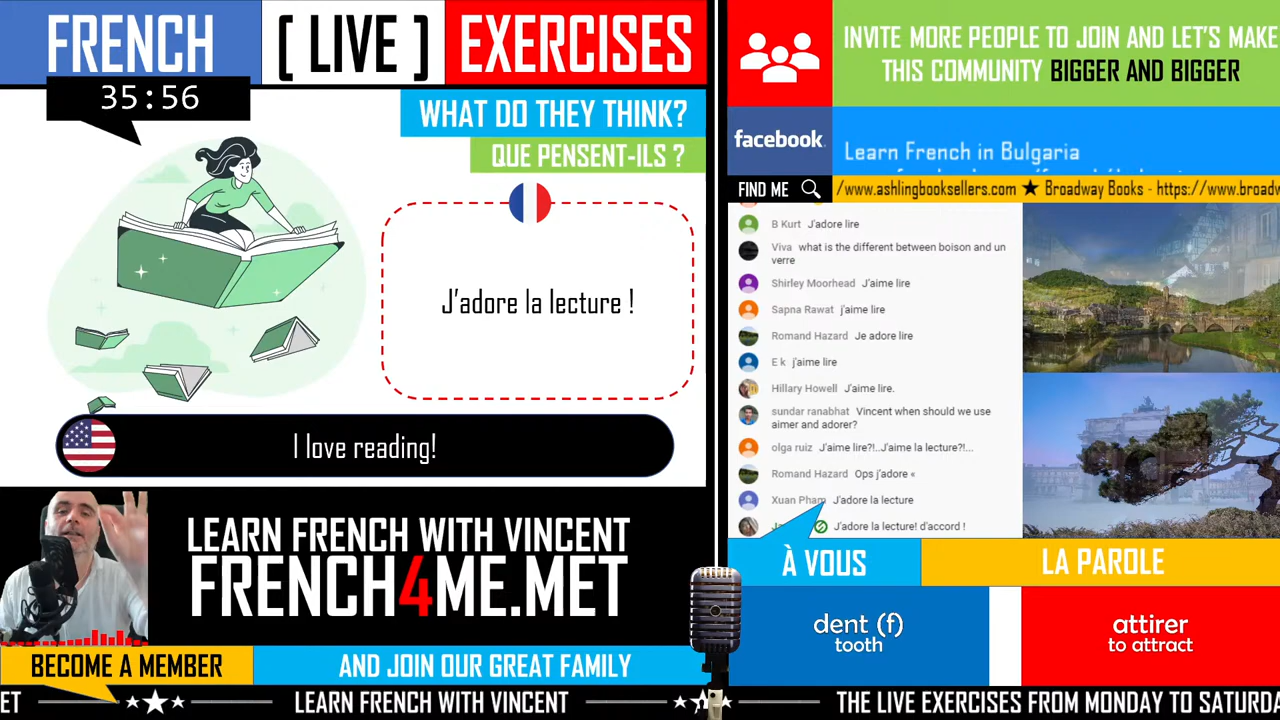 FRENCH
[ LIVE ]
EXERCISES
35:56
WHAT DO THEY THINK?
QUE PENSENT-ILS ?
J'adore la lecture !
I love reading!
LEARN FRENCH WITH VINCENT
FRENCH4ME.MET
BECOME A MEMBER
AND JOIN OUR GREAT FAMILY
INVITE MORE PEOPLE TO JOIN AND LET'S MAKE
THIS COMMUNITY BIGGER AND BIGGER
facebook.
Learn French in Bulgaria
FIND ME
/www.ashlingbooksellers.com ★ Broadway Books - https://www.broadw
B Kurt J'adore lire
Viva what is the different between boison and un
verre
Shirley Moorhead J'aime lire
Sapna Rawat j'aime lire
Romand Hazard Je adore lire
E k j'aime lire
Hillary Howell J'aime lire.
sundar ranabhat Vincent when should we use
aimer and adorer?
olga ruiz J'aime lire?!..J'aime la lecture?!...
Romand Hazard Ops j'adore «
Xuan Pham J'adore la lecture
J'adore la lecture! d'accord !
À VOUS
LA PAROLE
dent (f)
tooth
attirer
to attract
ET
LEARN FRENCH WITH VINCENT
THE LIVE EXERCISES FROM MONDAY TO SATURDA